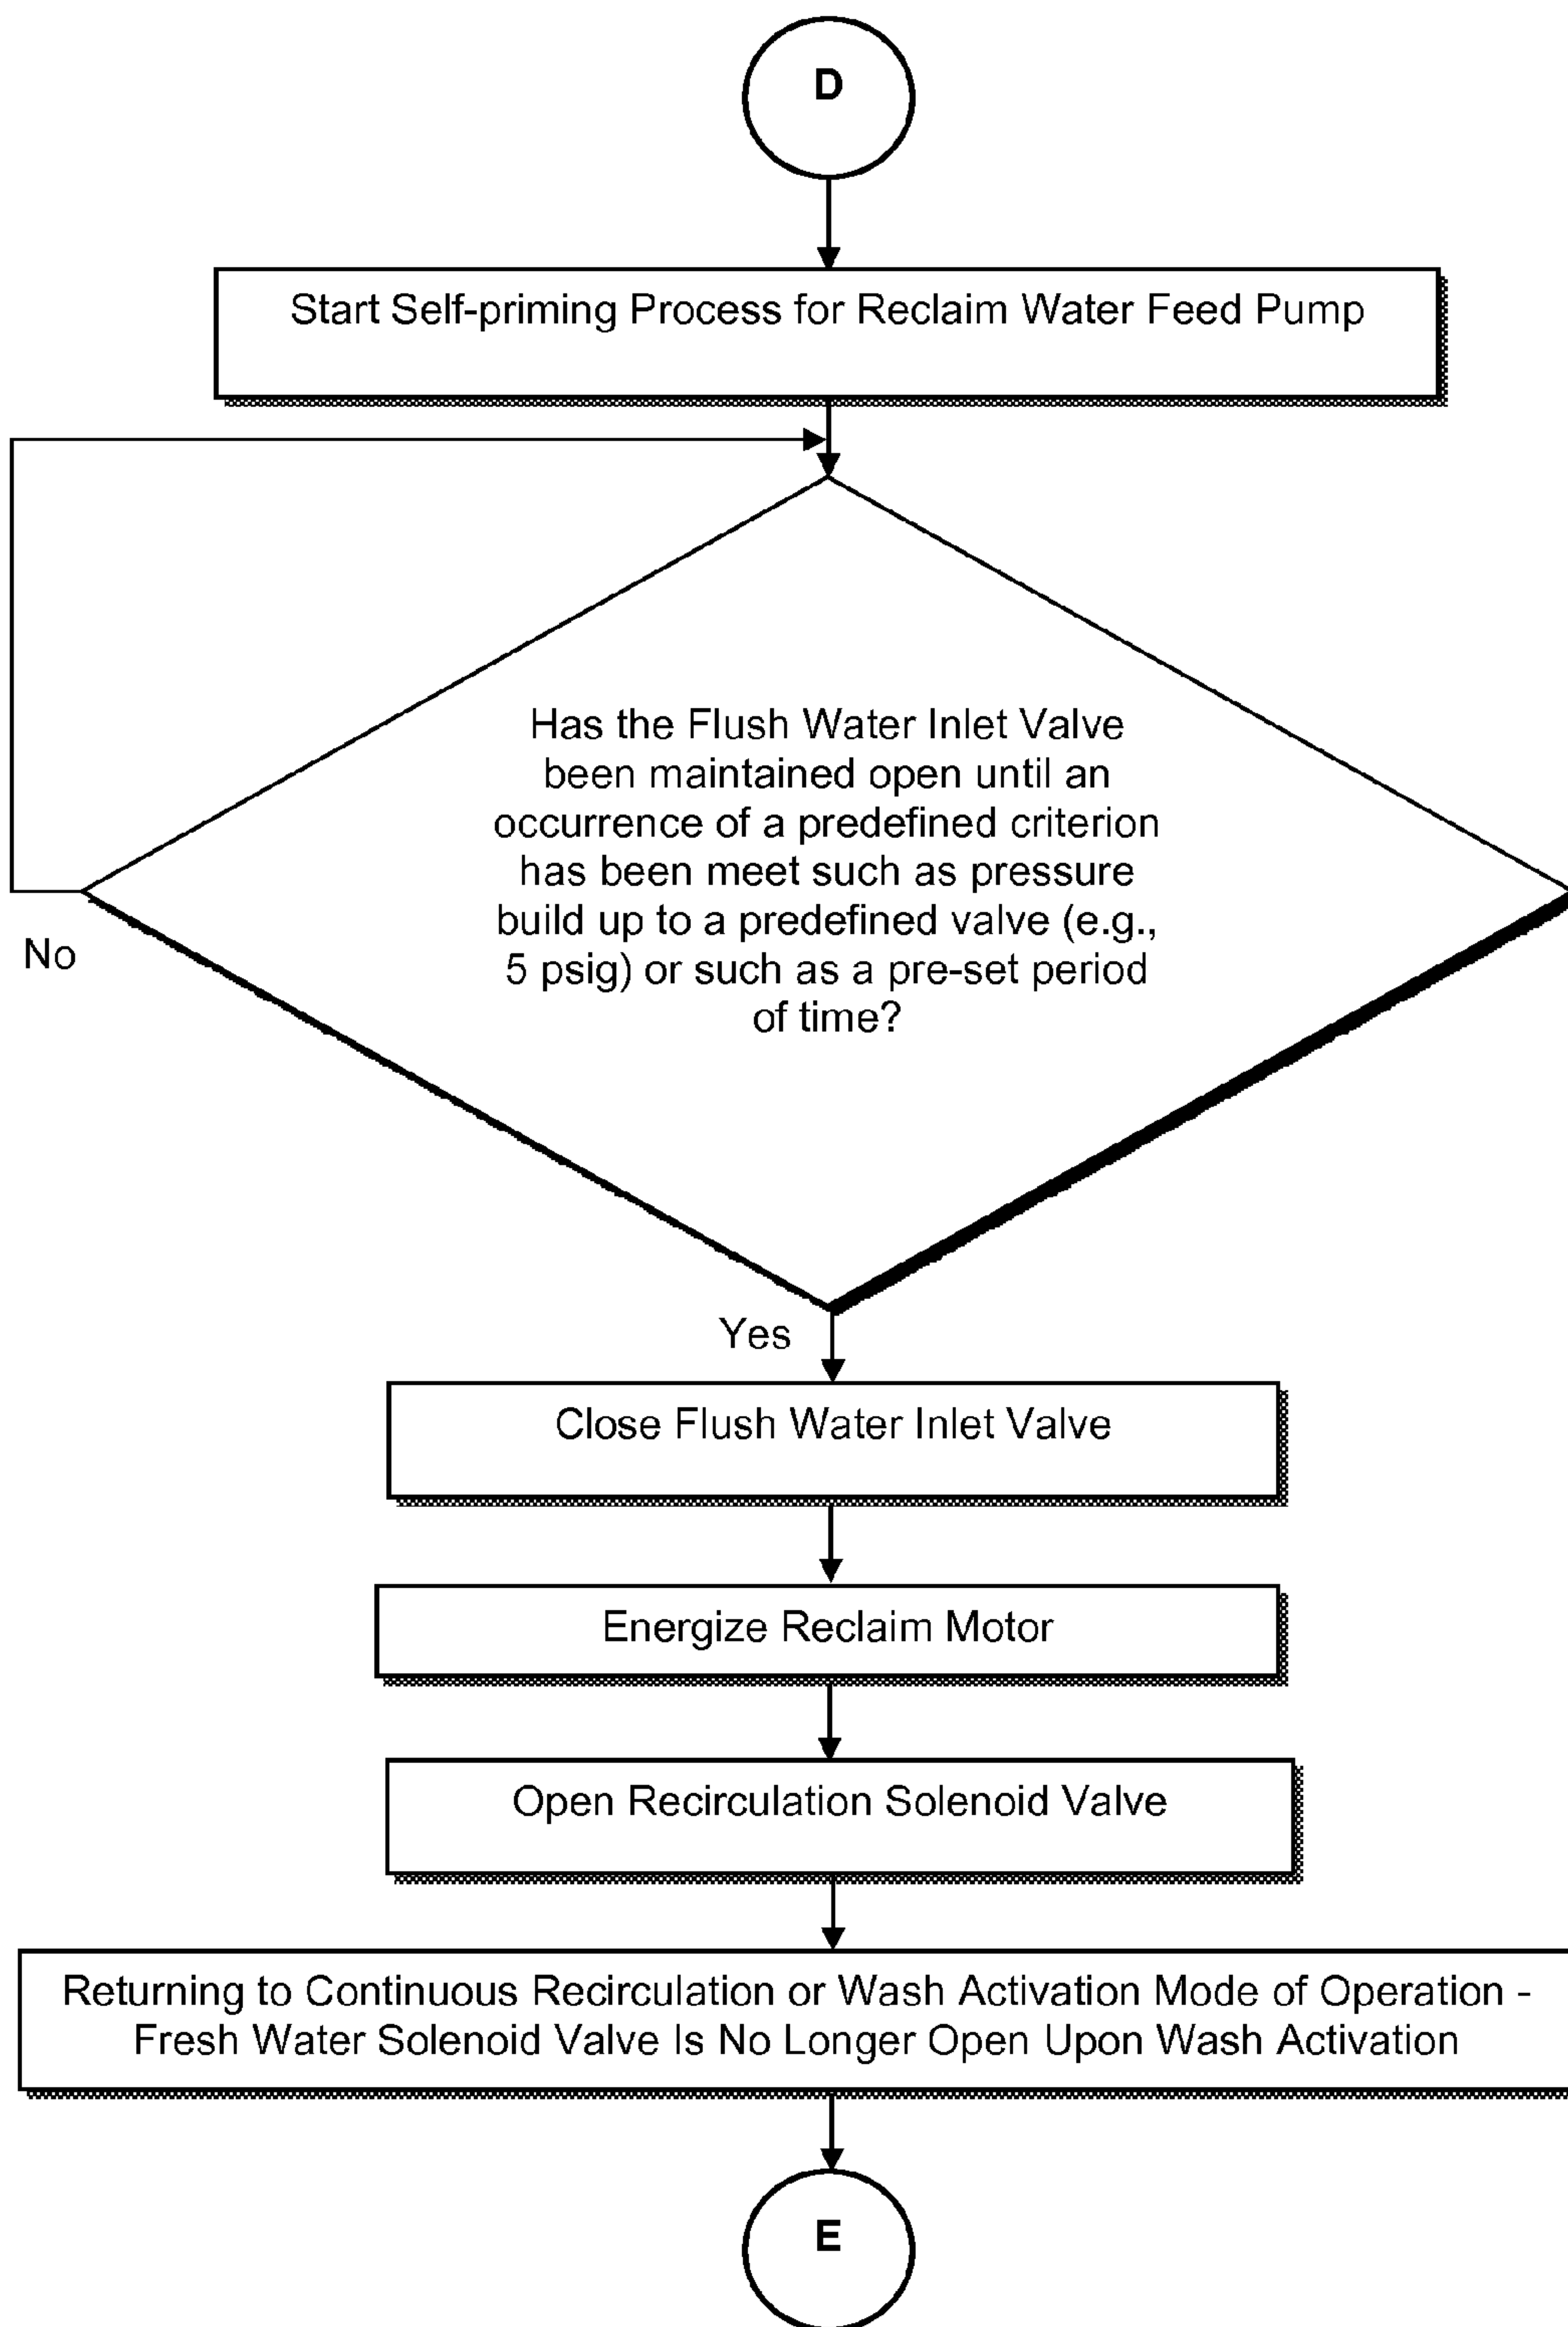 D
Start Self-priming Process for Reclaim Water Feed Pump
Has the Flush Water Inlet Valve
been maintained open until an
occurrence of a predefined criterion
has been meet such as pressure
build up to a predefined valve (e.g.,
5 psig) or such as a pre-set period
of time?
No
Yes
Close Flush Water Inlet Valve
Energize Reclaim Motor
Open Recirculation Solenoid Valve
Returning to Continuous Recirculation or Wash Activation Mode of Operation -
Fresh Water Solenoid Valve Is No Longer Open Upon Wash Activation
E